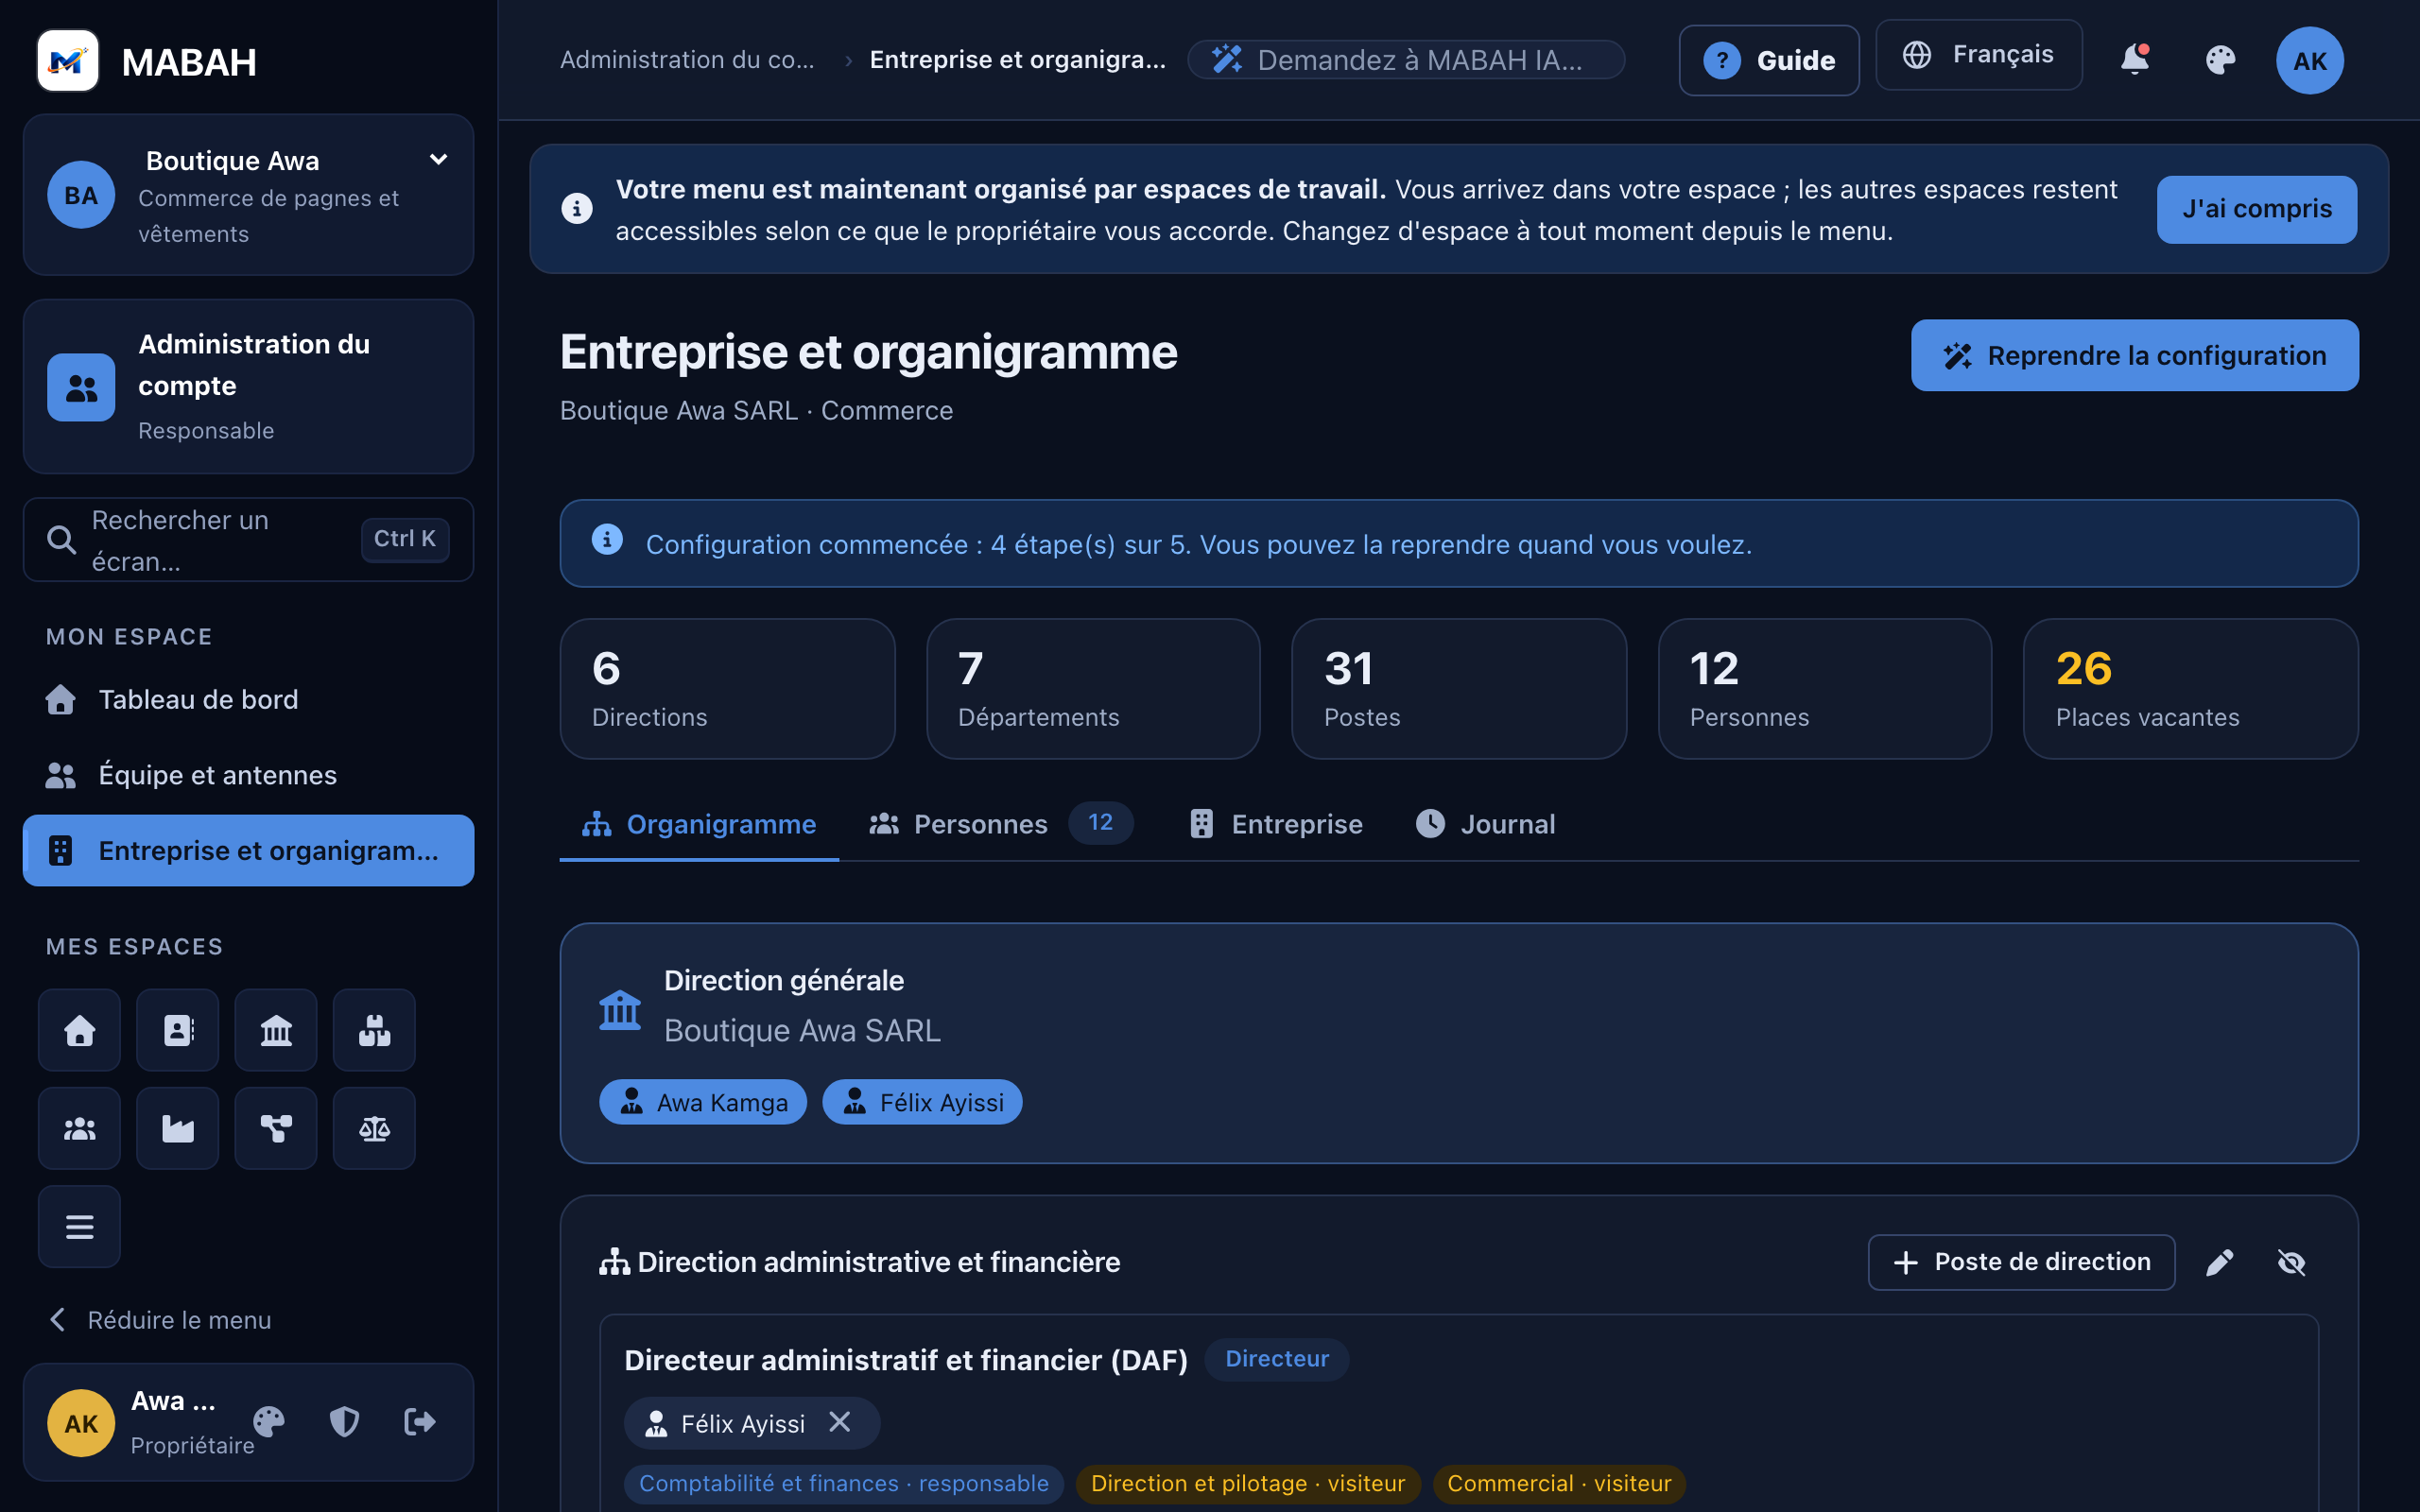 MABAH
BA
Boutique Awa
Commerce de pagnes et
vêtements
Administration du
compte
Responsable
Rechercher un
écran...
Ctrl K
MON ESPACE
Tableau de bord
Équipe et antennes
Entreprise et organigram...
MES ESPACES
Réduire le menu
AK
Awa ...
Propriétaire
Administration du co... › Entreprise et organigra...
Demandez à MABAH IA...
? Guide
Français
AK
Votre menu est maintenant organisé par espaces de travail. Vous arrivez dans votre espace ; les autres espaces restent
accessibles selon ce que le propriétaire vous accorde. Changez d'espace à tout moment depuis le menu.
J'ai compris
Entreprise et organigramme
Boutique Awa SARL · Commerce
Reprendre la configuration
Configuration commencée : 4 étape(s) sur 5. Vous pouvez la reprendre quand vous voulez.
6
Directions
7
Départements
31
Postes
12
Personnes
26
Places vacantes
Organigramme
Personnes 12
Entreprise
Journal
Direction générale
Boutique Awa SARL
Awa Kamga
Félix Ayissi
Direction administrative et financière
Poste de direction
Directeur administratif et financier (DAF) Directeur
Félix Ayissi
Comptabilité et finances · responsable
Direction et pilotage · visiteur
Commercial · visiteur